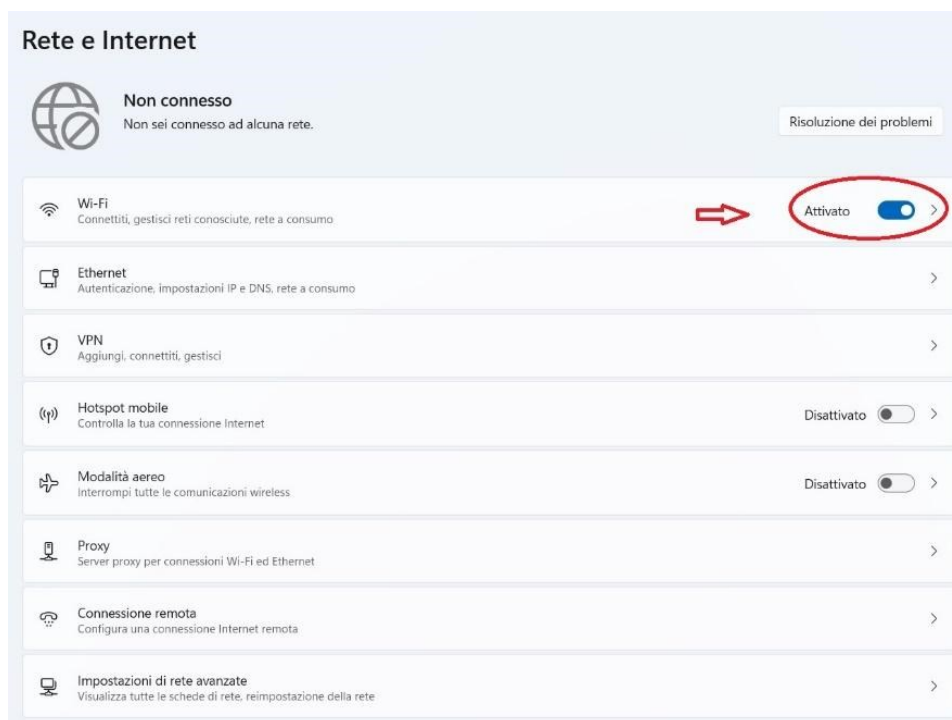 Rete e Internet
Non connesso
Non sei connesso ad alcuna rete.
Risoluzione dei problemi
Wi-Fi
Connettiti, gestisci reti conosciute, rete a consumo
Attivato
Ethernet
Autenticazione, impostazioni IP e DNS, rete a consumo
VPN
Aggiungi, connettiti, gestisci
Hotspot mobile
Controlla la tua connessione Internet
Disattivato
Modalità aereo
Interrompi tutte le comunicazioni wireless
Disattivato
Proxy
Server proxy per connessioni Wi-Fi ed Ethernet
Connessione remota
Configura una connessione Internet remota
Impostazioni di rete avanzate
Visualizza tutte le schede di rete, reimpostazione della rete